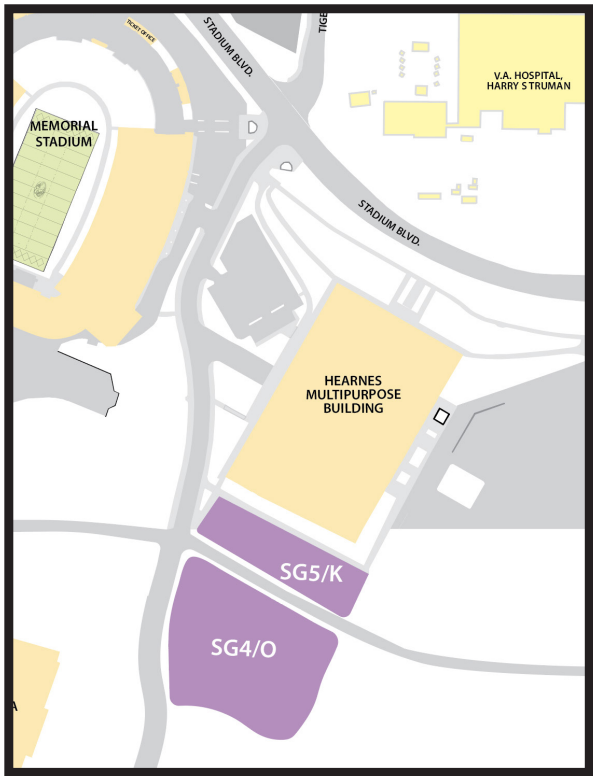 TICKET OFFICE
STADIUM BLVD.
TIGE
V.A. HOSPITAL,
HARRY S TRUMAN
MEMORIAL
STADIUM
STADIUM BLVD.
HEARNES
MULTIPURPOSE
BUILDING
SG5/K
SG4/O
A